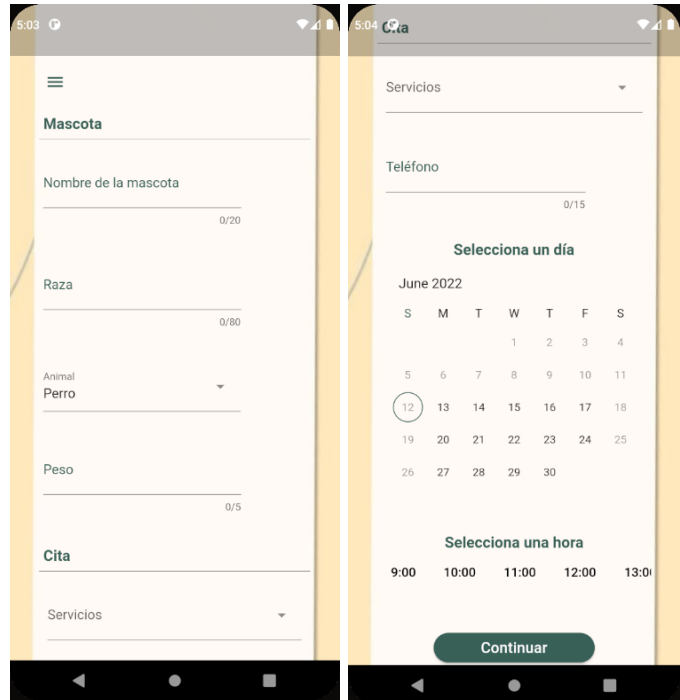 5:03
Mascota
Nombre de la mascota
0/20
Raza
0/80
Animal
Perro
Peso
0/5
Cita
Servicios
5:04
Cita
Servicios
Teléfono
0/15
Selecciona un día
June 2022
S M T W T F S
1 2 3 4
5 6 7 8 9 10 11
12 13 14 15 16 17 18
19 20 21 22 23 24 25
26 27 28 29 30
Selecciona una hora
9:00 10:00 11:00 12:00 13:0
Continuar